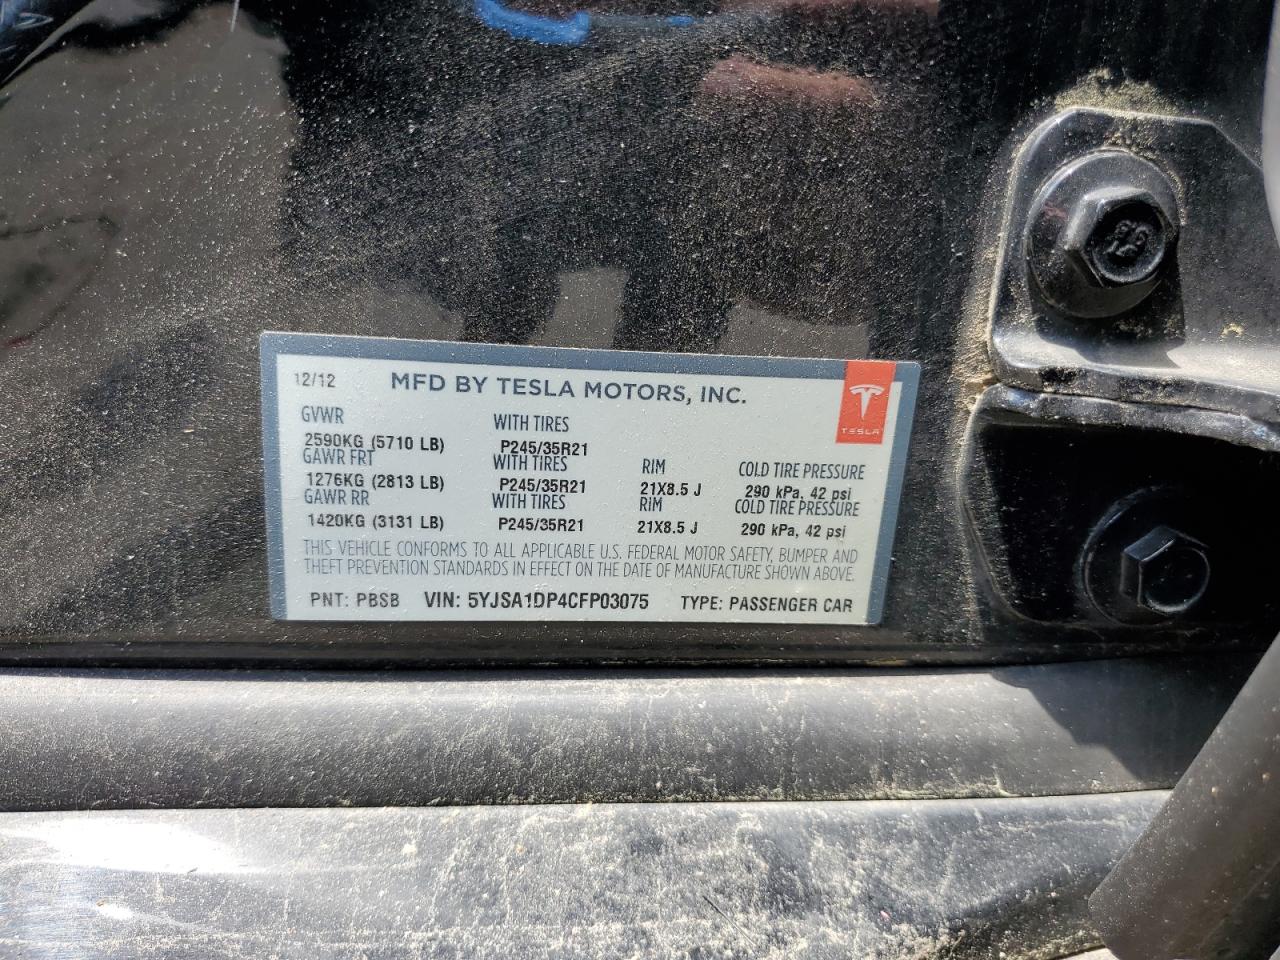 12/12 MFD BY TESLA MOTORS, INC.
TESLA
GVWR WITH TIRES
2590KG (5710 LB) P245/35R21
GAWR FRT WITH TIRES RIM COLD TIRE PRESSURE
1276KG (2813 LB) P245/35R21 21X8.5 J 290 kPa, 42 psi
GAWR RR WITH TIRES RIM COLD TIRE PRESSURE
1420KG (3131 LB) P245/35R21 21X8.5 J 290 kPa, 42 psi
THIS VEHICLE CONFORMS TO ALL APPLICABLE U.S. FEDERAL MOTOR SAFETY, BUMPER AND
THEFT PREVENTION STANDARDS IN EFFECT ON THE DATE OF MANUFACTURE SHOWN ABOVE.
PNT: PBSB VIN: 5YJSA1DP4CFP03075 TYPE: PASSENGER CAR